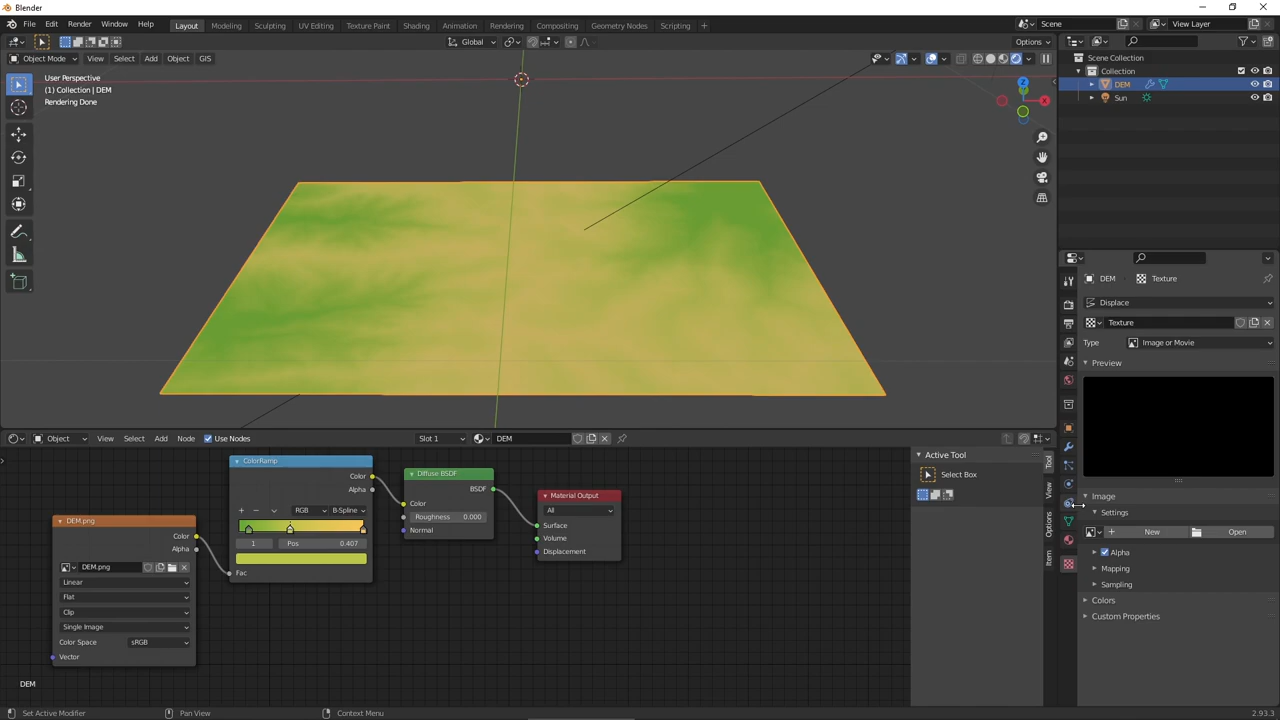 Blender
File Edit Render Window Help
Layout Modeling Sculpting UV Editing Texture Paint Shading Animation Rendering Compositing Geometry Nodes Scripting +
Scene
View Layer
Global
Options
Object Mode View Select Add Object GIS
User Perspective
(1) Collection | DEM
Rendering Done
Z
X
Scene Collection
Collection
DEM
Sun
DEM
Texture
Displace
Texture
Type
Image or Movie
Preview
Image
Settings
New
Open
Alpha
Mapping
Sampling
Colors
Custom Properties
Object View Select Add Node Use Nodes
Slot 1
DEM
ColorRamp
Color
Alpha
RGB
B-Spline
1
Pos
0.407
Fac
Diffuse BSDF
BSDF
Color
Roughness
0.000
Normal
Material Output
All
Surface
Volume
Displacement
DEM.png
Color
Alpha
DEM.png
Linear
Flat
Clip
Single Image
Color Space
sRGB
Vector
DEM
Active Tool
Select Box
Tool
View
Options
Item
Set Active Modifier
Pan View
Context Menu
2.93.3